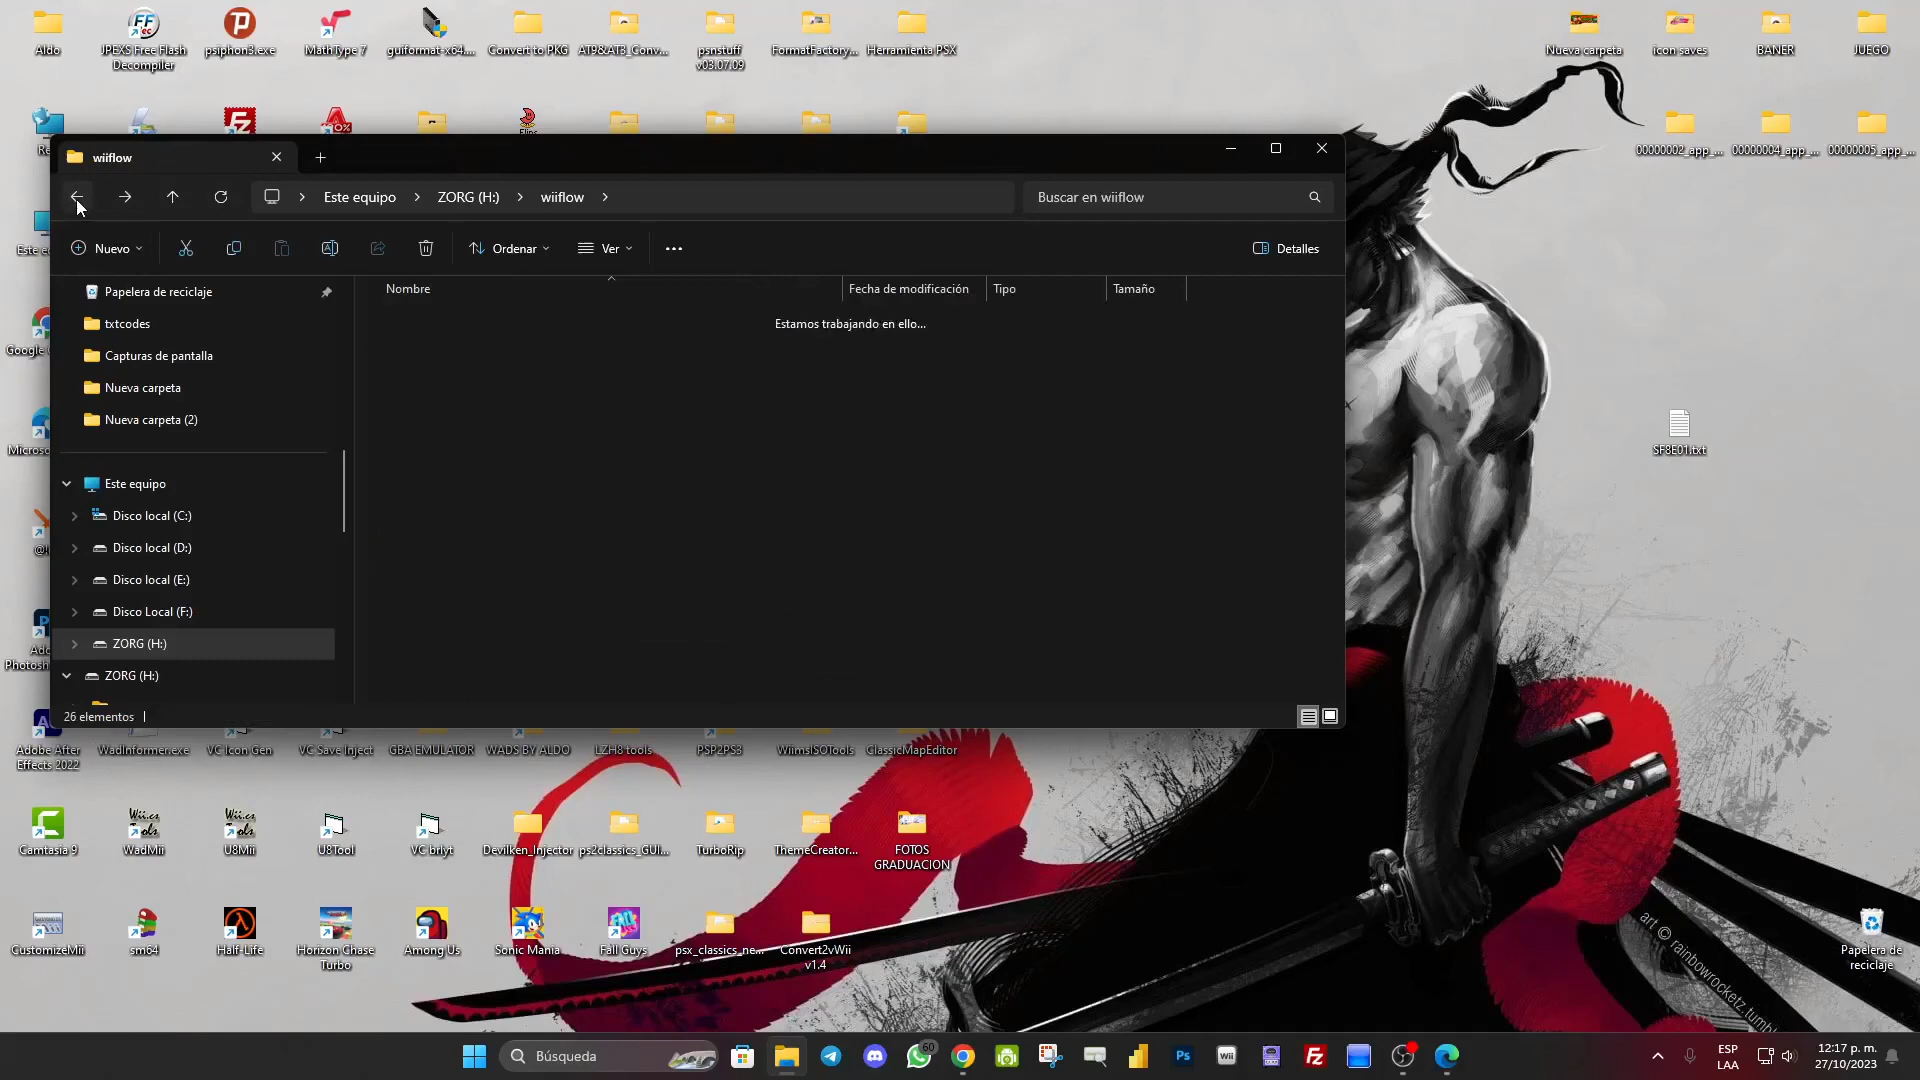 Aldo
JPEXS Free Flash
Decompiler
psiphon3.exe
MathType 7
guiformat-x64....
Convert to PKG
AT9&AT3_Conv...
psnstuff
v03.07.09
FormatFactory...
Herramienta PSX
Nueva carpeta
icon saves
BANER
JUEGO
00000002_app_...
00000004_app_...
00000005_app_...
wiiflow
Este equipo
ZORG (H:)
wiiflow
Buscar en wiiflow
Nuevo
Ordenar
Ver
Detalles
Nombre
Fecha de modificación
Tipo
Tamaño
Estamos trabajando en ello...
Papelera de reciclaje
txtcodes
Capturas de pantalla
Nueva carpeta
Nueva carpeta (2)
Este equipo
Disco local (C:)
Disco local (D:)
Disco local (E:)
Disco Local (F:)
ZORG (H:)
ZORG (H:)
26 elementos
SF8E01.txt
Adobe After
Effects 2022
WadInformer.exe
VC Icon Gen
VC Save Inject
GBA EMULATOR
WADS BY ALDO
LZH8 tools
PSP2PS3
WiimsISOTools
ClassicMapEditor
Camtasia 9
WadMii
U8Mii
U8Tool
VC brlyt
Devilken_Injector
ps2classics_GUI...
TurboRip
ThemeCreator...
FOTOS
GRADUACION
CustomizeMii
sm64
Half-Life
Horizon Chase
Turbo
Among Us
Sonic Mania
Fall Guys
psx_classics_ne...
Convert2vWii
v1.4
art © rainbowrocketz.tumbl
Papelera de
reciclaje
Búsqueda
60
ESP
LAA
12:17 p. m.
27/10/2023